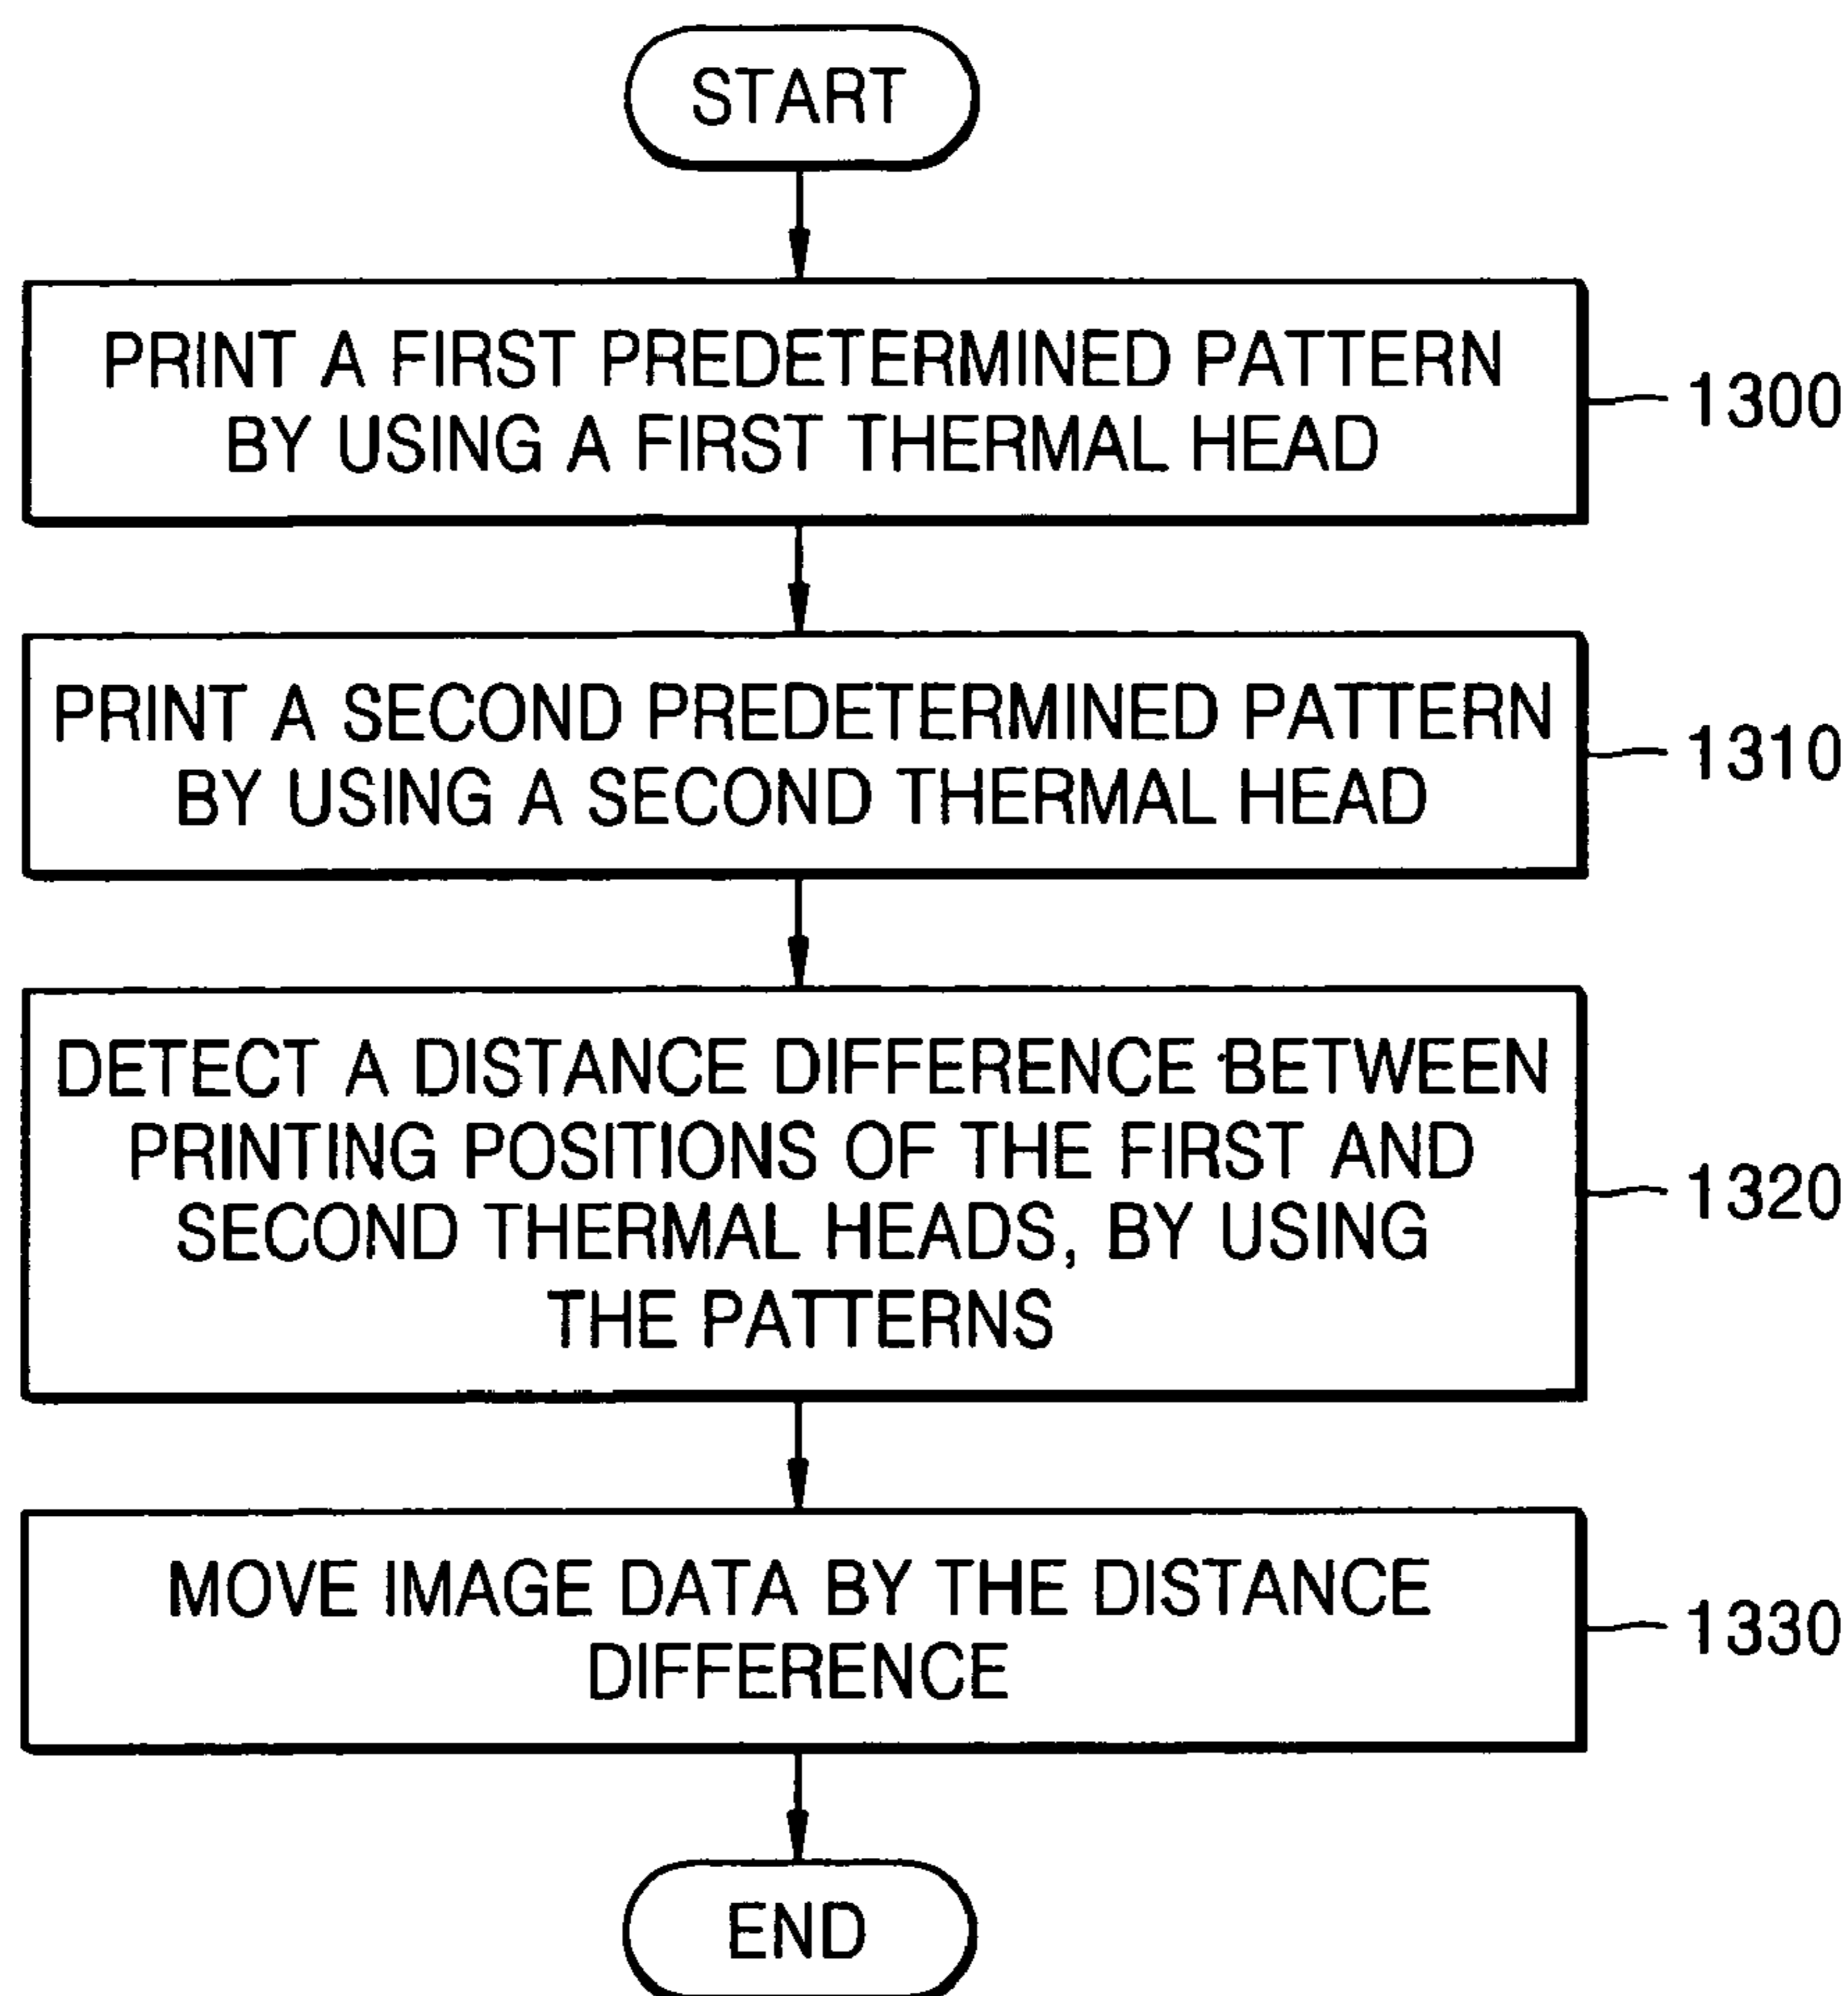 START
PRINT A FIRST PREDETERMINED PATTERN
BY USING A FIRST THERMAL HEAD
1300
PRINT A SECOND PREDETERMINED PATTERN
BY USING A SECOND THERMAL HEAD
1310
DETECT A DISTANCE DIFFERENCE BETWEEN
PRINTING POSITIONS OF THE FIRST AND
SECOND THERMAL HEADS, BY USING
THE PATTERNS
1320
MOVE IMAGE DATA BY THE DISTANCE
DIFFERENCE
1330
END